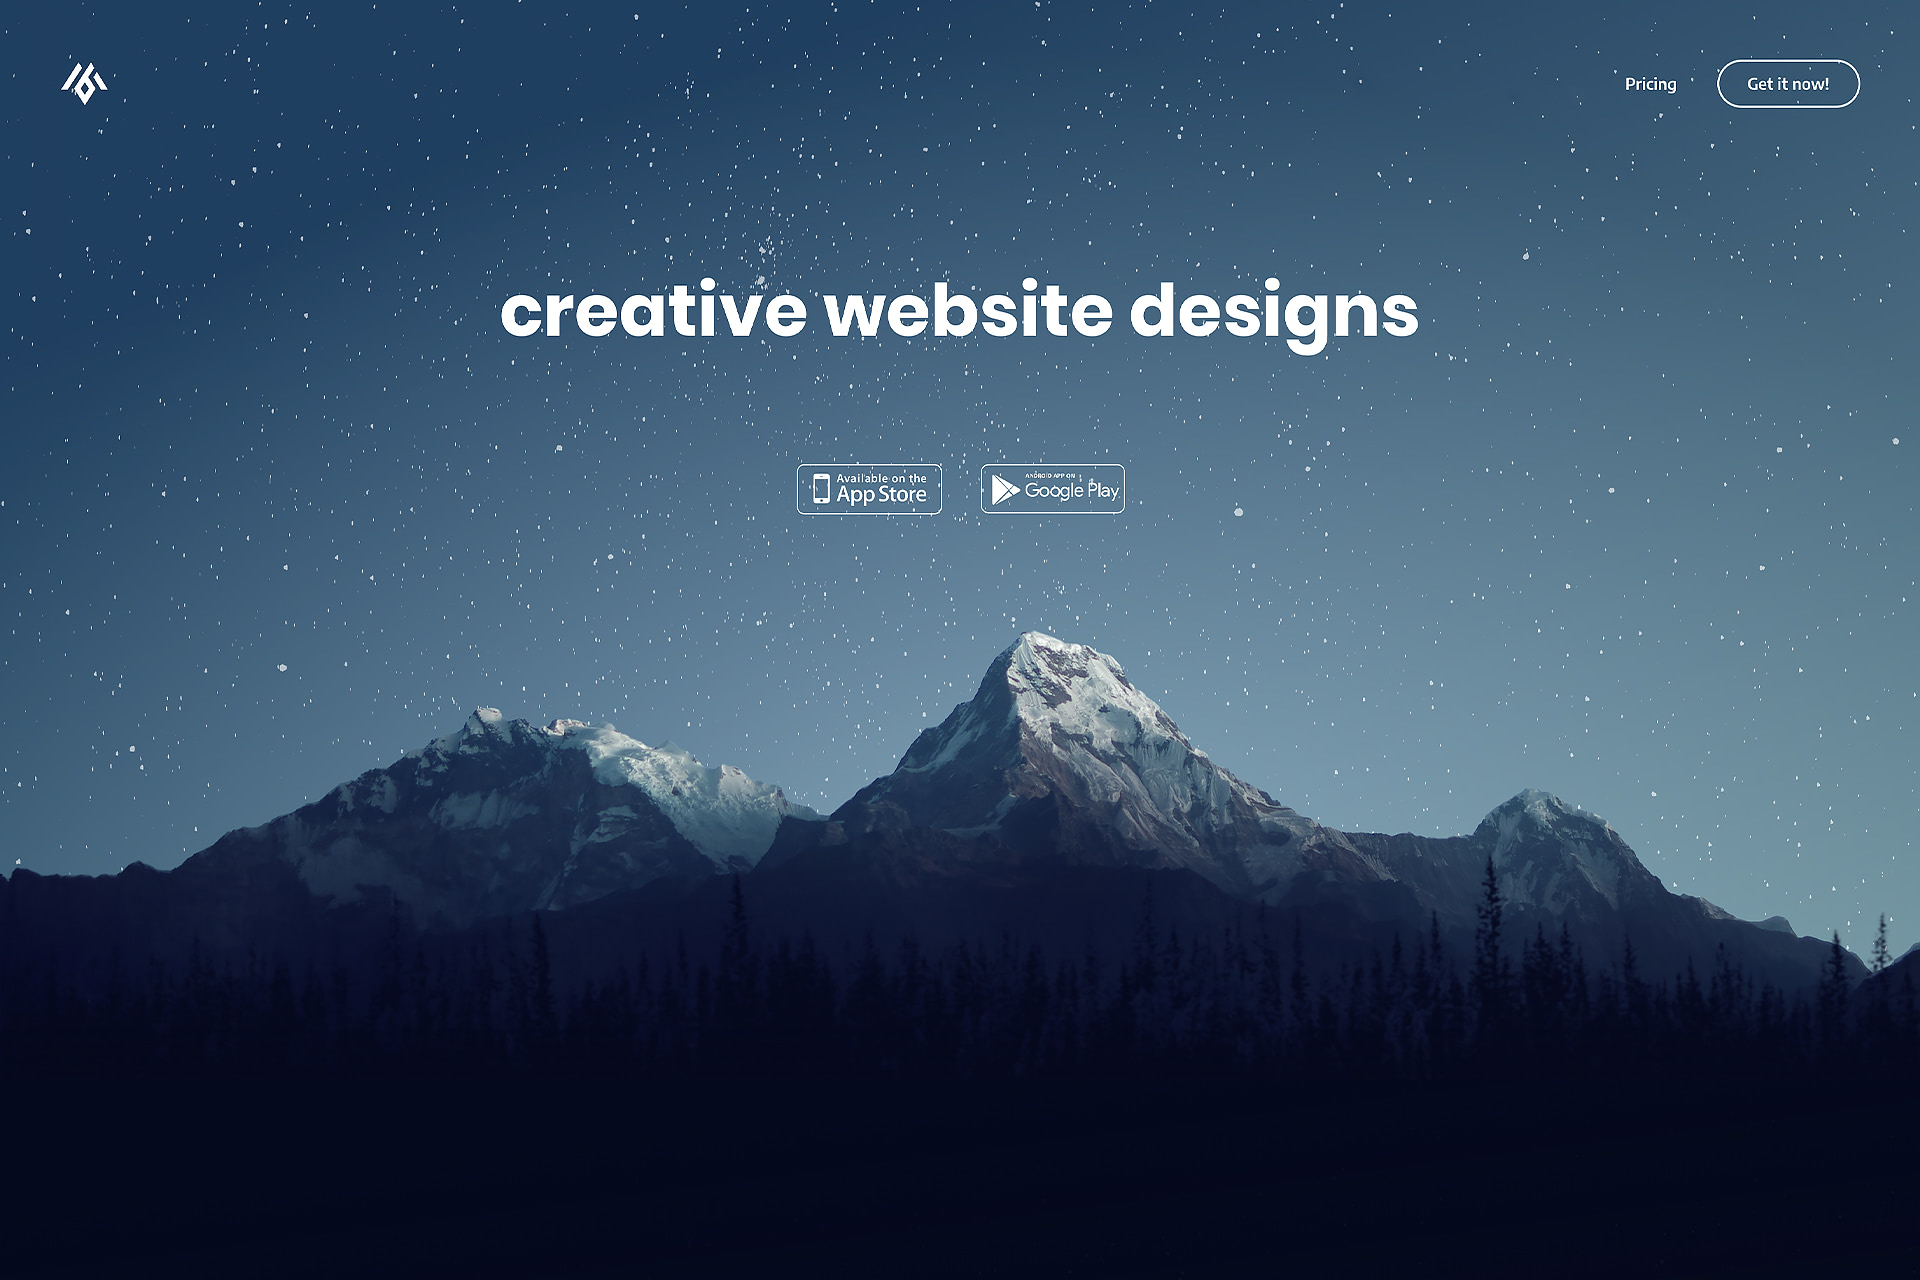 Pricing
Get it now!
creative website designs
Available on the
App Store
ANDROID APP ON
Google Play